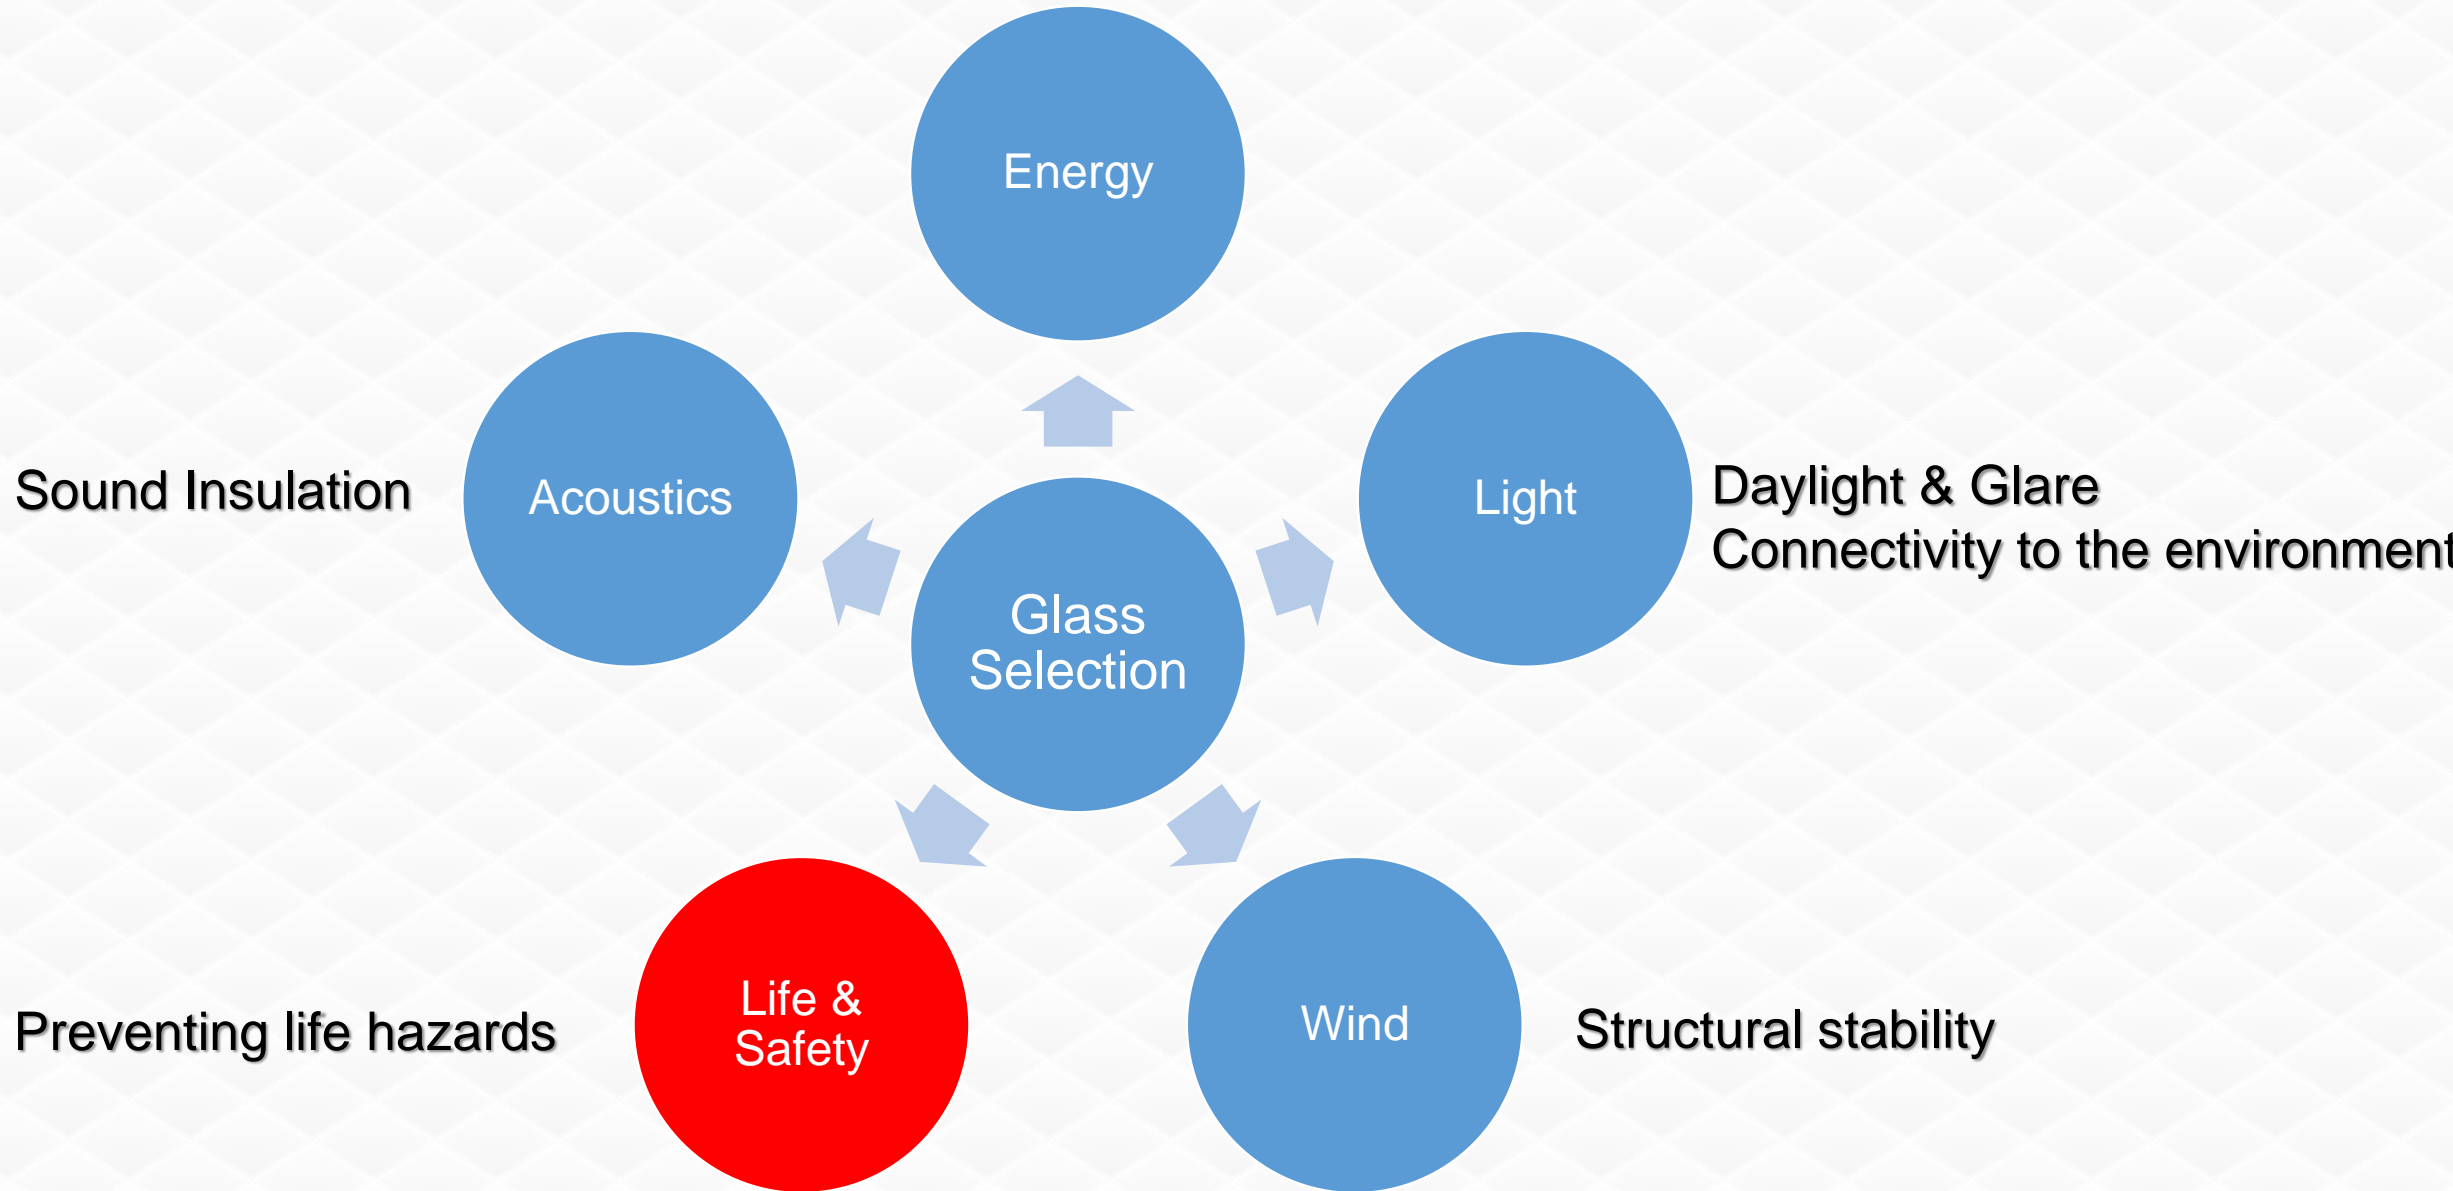 Energy
Sound Insulation
Acoustics
Light
Daylight & Glare
Connectivity to the environment
Glass
Selection
Preventing life hazards
Life &
Safety
Wind
Structural stability